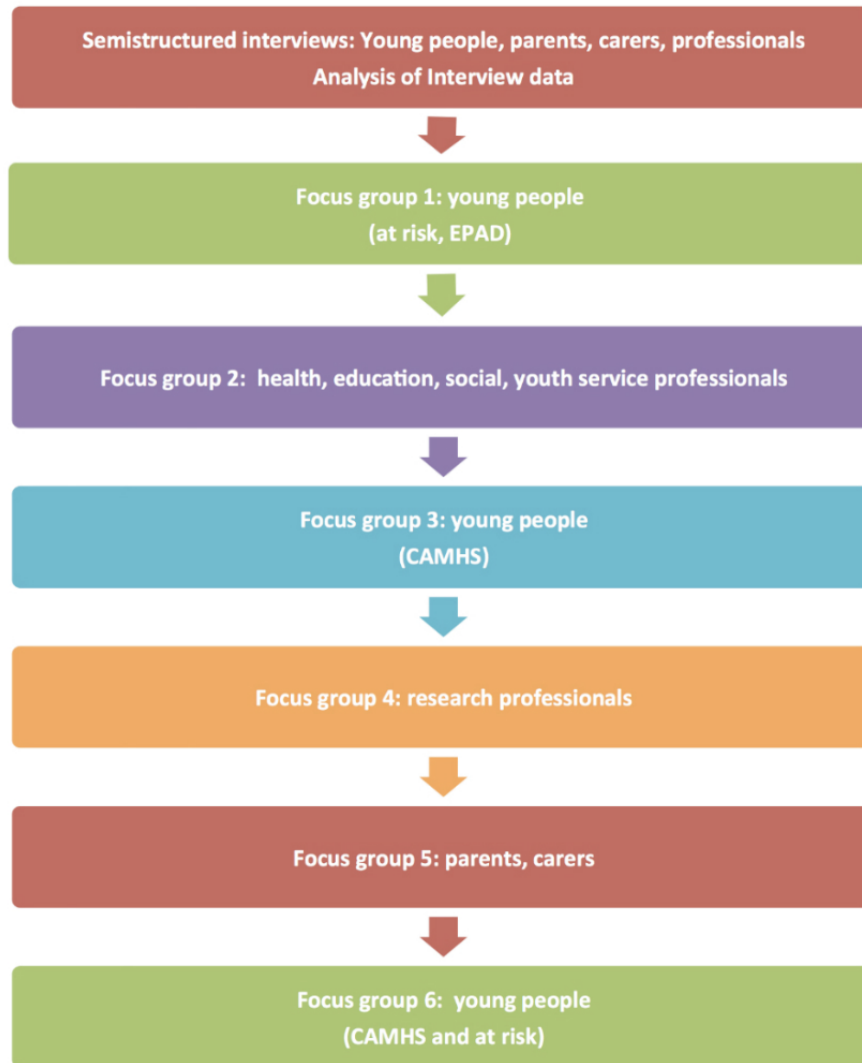 Semistructured interviews: Young people, parents, carers, professionals
Analysis of Interview data
Focus group 1: young people
(at risk, EPAD)
Focus group 2:  health, education, social, youth service professionals
Focus group 3: young people
(CAMHS)
Focus group 4: research professionals
Focus group 5: parents, carers
Focus group 6:  young people
(CAMHS and at risk)